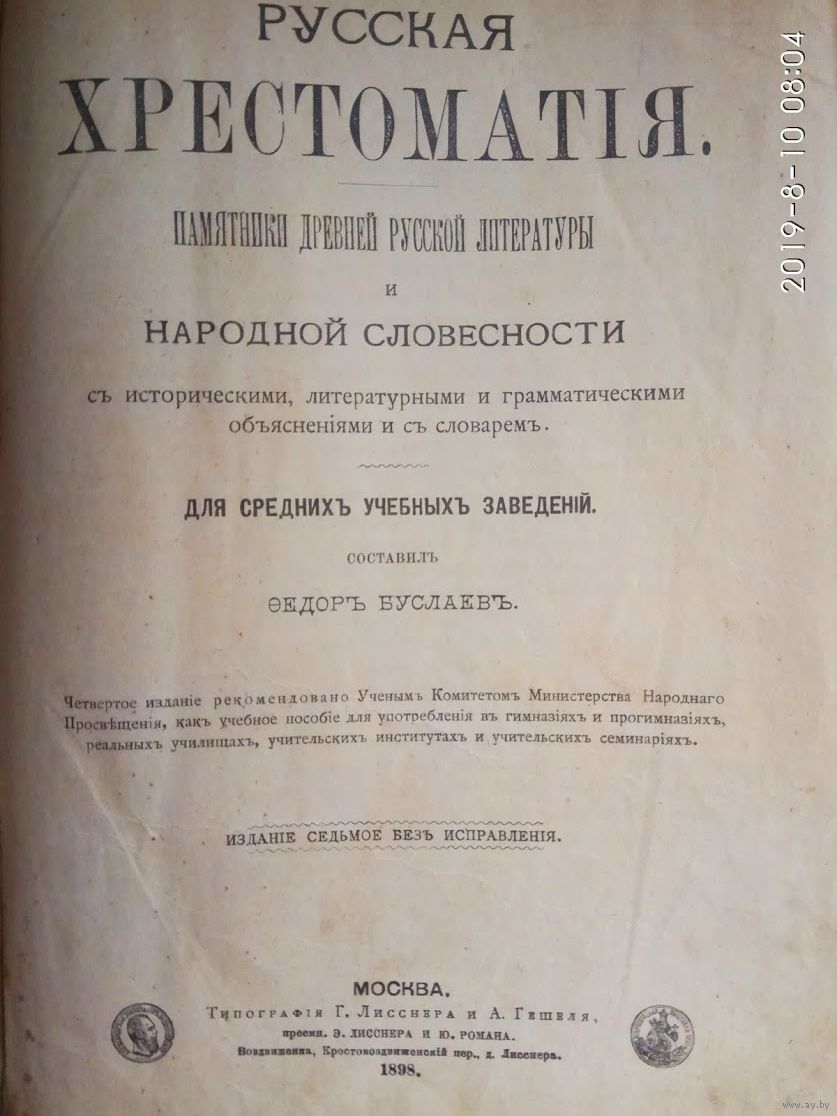 РУССКАЯ
ХРЕСТОМАТІЯ.
ПАМЯТНИКИ ДРЕВНЕЙ РУССКОЙ ЛИТЕРАТУРЫ
И
НАРОДНОЙ СЛОВЕСНОСТИ
съ историческими, литературными и грамматическими
объясненіями и съ словаремъ.
ДЛЯ СРЕДНИХЪ УЧЕБНЫХЪ ЗАВЕДЕНІЙ.
СОСТАВИЛЪ
ѲЕДОРЪ БУСЛАЕВЪ.
Четвертое изданіе рекомендовано Ученымъ Комитетомъ Министерства Народнаго
Просвѣщенія, какъ учебное пособіе для употребленія въ гимназіяхъ и прогимназіяхъ,
реальныхъ училищахъ, учительскихъ институтахъ и учительскихъ семинаріяхъ.
ИЗДАНІЕ СЕДЬМОЕ БЕЗЪ ИСПРАВЛЕНІЯ.
МОСКВА.
Типографія Г. Лисснера и А. Гешеля,
преемн. Э. ЛИССНЕРА И Ю. РОМАНА.
Воздвиженка, Крестовоздвиженскій пер., д. Лисснера.
1898.
2019-8-10 08:04
www.ay.by